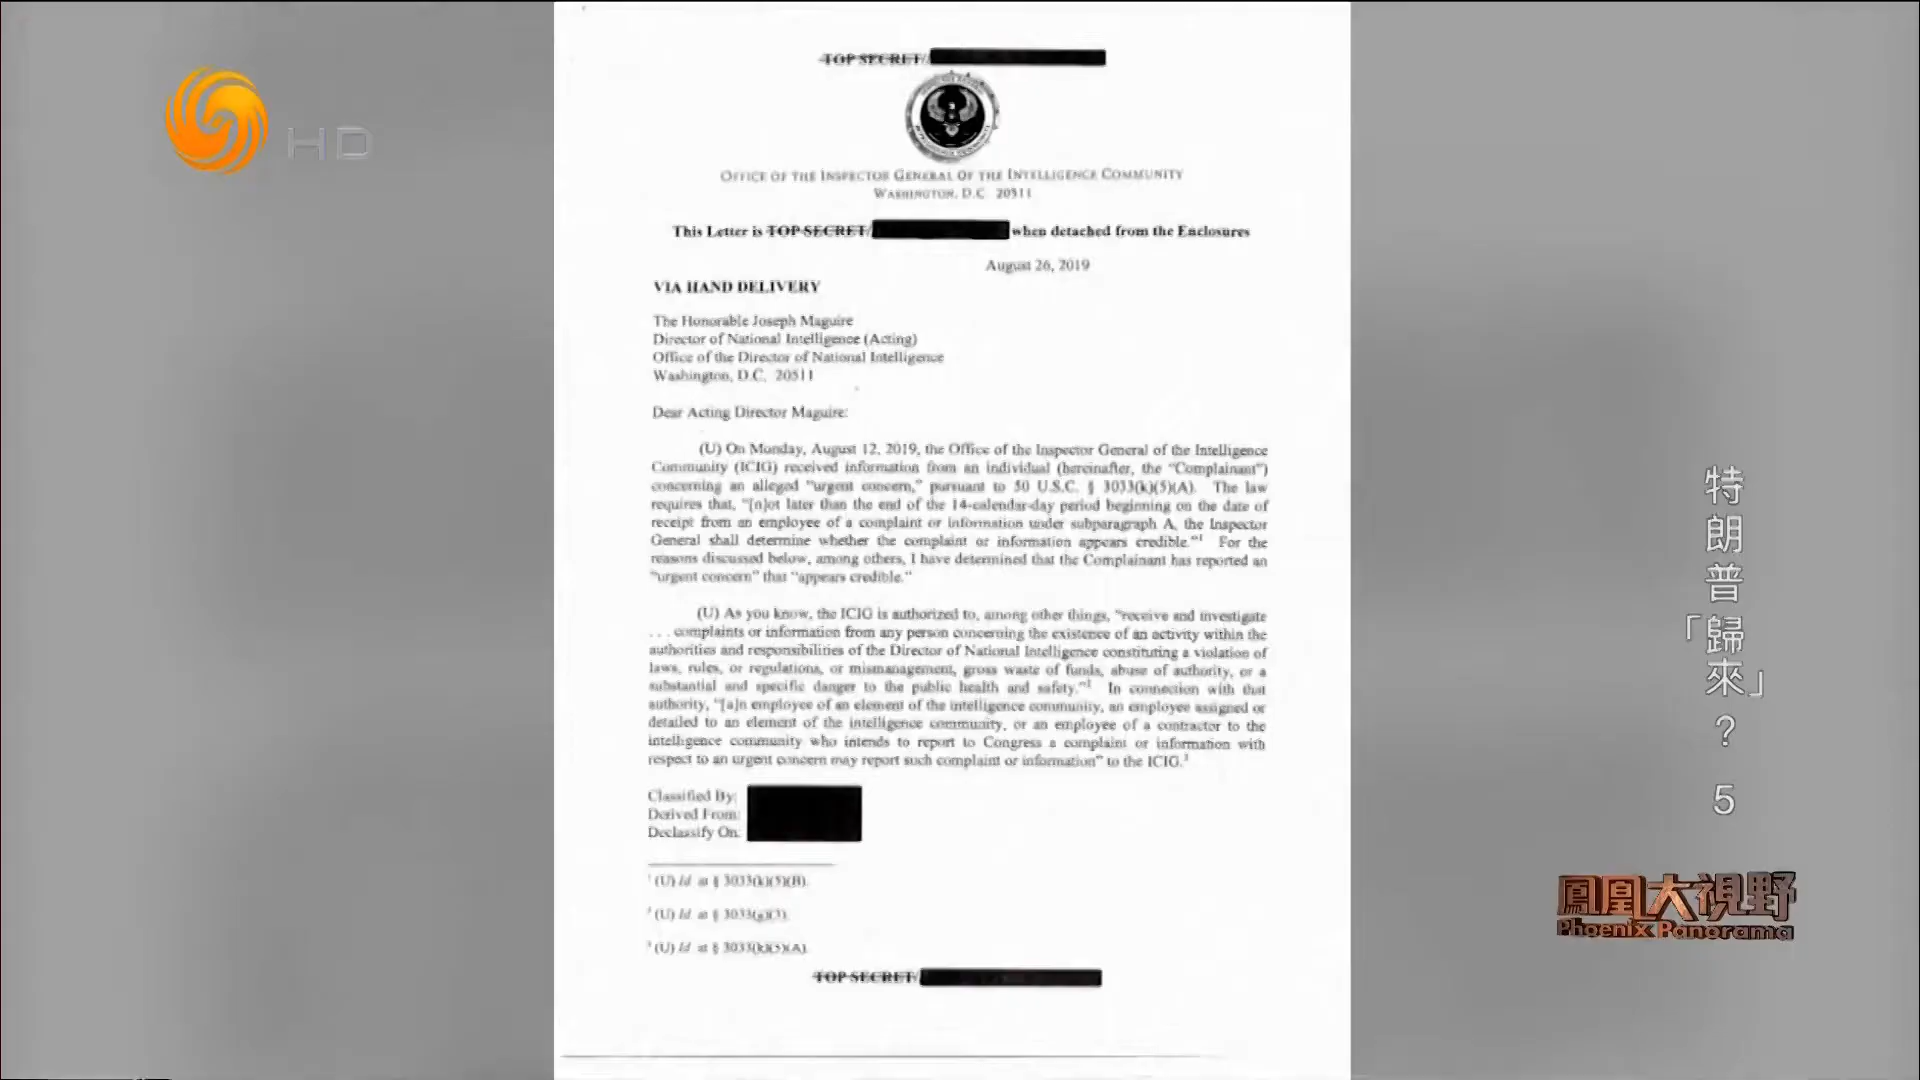 HD
TOP SECRET/
OFFICE OF THE INSPECTOR GENERAL OF THE INTELLIGENCE COMMUNITY
WASHINGTON, D.C. 20511
This Letter is TOP SECRET/ when detached from the Enclosures
August 26, 2019
VIA HAND DELIVERY
The Honorable Joseph Maguire
Director of National Intelligence (Acting)
Office of the Director of National Intelligence
Washington, D.C. 20511
Dear Acting Director Maguire:
(U) On Monday, August 12, 2019, the Office of the Inspector General of the Intelligence
Community (ICIG) received information from an individual (hereinafter, the “Complainant”)
concerning an alleged “urgent concern,” pursuant to 50 U.S.C. § 3033(k)(5)(A). The law
requires that, “[n]ot later than the end of the 14-calendar-day period beginning on the date of
receipt from an employee of a complaint or information under subparagraph A, the Inspector
General shall determine whether the complaint or information appears credible.”1 For the
reasons discussed below, among others, I have determined that the Complainant has reported an
“urgent concern” that “appears credible.”
(U) As you know, the ICIG is authorized to, among other things, “receive and investigate
. . . complaints or information from any person concerning the existence of an activity within the
authorities and responsibilities of the Director of National Intelligence constituting a violation of
laws, rules, or regulations, or mismanagement, gross waste of funds, abuse of authority, or a
substantial and specific danger to the public health and safety.”2 In connection with that
authority, “[a]n employee of an element of the intelligence community, an employee assigned or
detailed to an element of the intelligence community, or an employee of a contractor to the
intelligence community who intends to report to Congress a complaint or information with
respect to an urgent concern may report such complaint or information” to the ICIG.3
Classified By:
Derived From:
Declassify On:
1 (U) Id. at § 3033(k)(5)(B).
2 (U) Id. at § 3033(g)(3).
3 (U) Id. at § 3033(k)(5)(A).
TOP SECRET/
特朗普「歸來」？ 5
鳳凰大視野
Phoenix Panorama